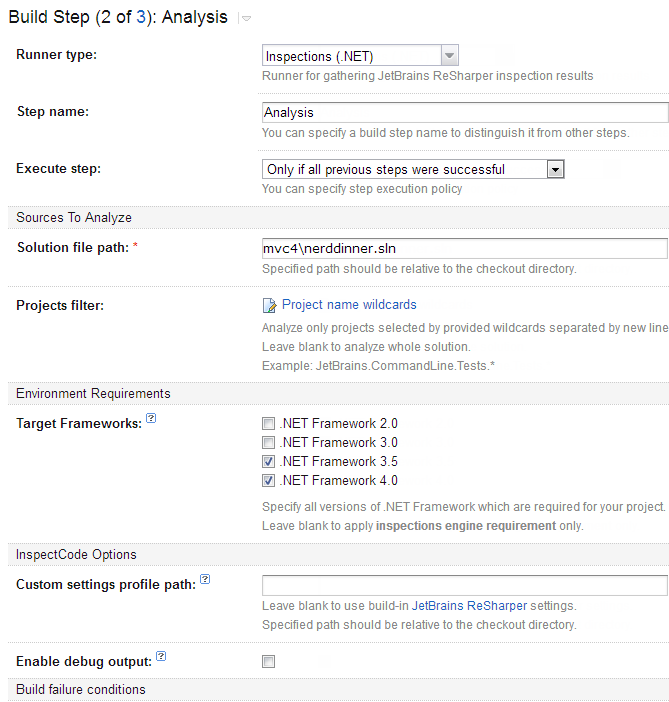 Build Step (2 of 3): Analysis
Runner type:
Inspections (.NET)
Runner for gathering JetBrains ReSharper inspection results
Step name:
Analysis
You can specify a build step name to distinguish it from other steps.
Execute step:
Only if all previous steps were successful
You can specify step execution policy
Sources To Analyze
Solution file path: *
mvc4\nerddinner.sln
Specified path should be relative to the checkout directory.
Projects filter:
Project name wildcards
Analyze only projects selected by provided wildcards separated by new line
Leave blank to analyze whole solution.
Example: JetBrains.CommandLine.Tests.*
Environment Requirements
Target Frameworks: ?
.NET Framework 2.0
.NET Framework 3.0
.NET Framework 3.5
.NET Framework 4.0
Specify all versions of .NET Framework which are required for your project.
Leave blank to apply inspections engine requirement only.
InspectCode Options
Custom settings profile path: ?
Leave blank to use build-in JetBrains ReSharper settings.
Specified path should be relative to the checkout directory.
Enable debug output: ?
Build failure conditions